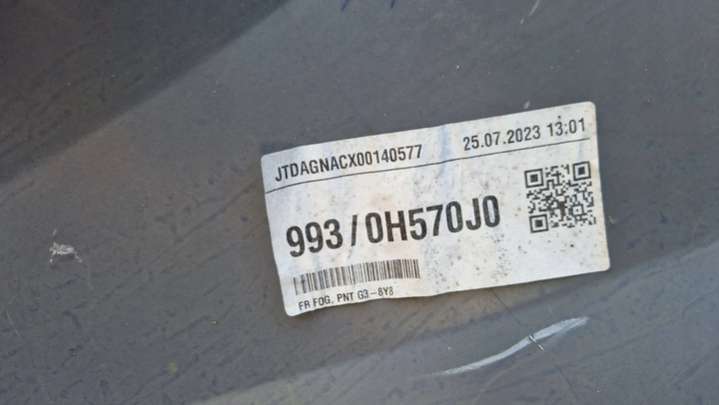 JTDAGNACX00140577 25.07.2023 13:01
993/0H570J0
FR FOG. PNT G3-8Y8